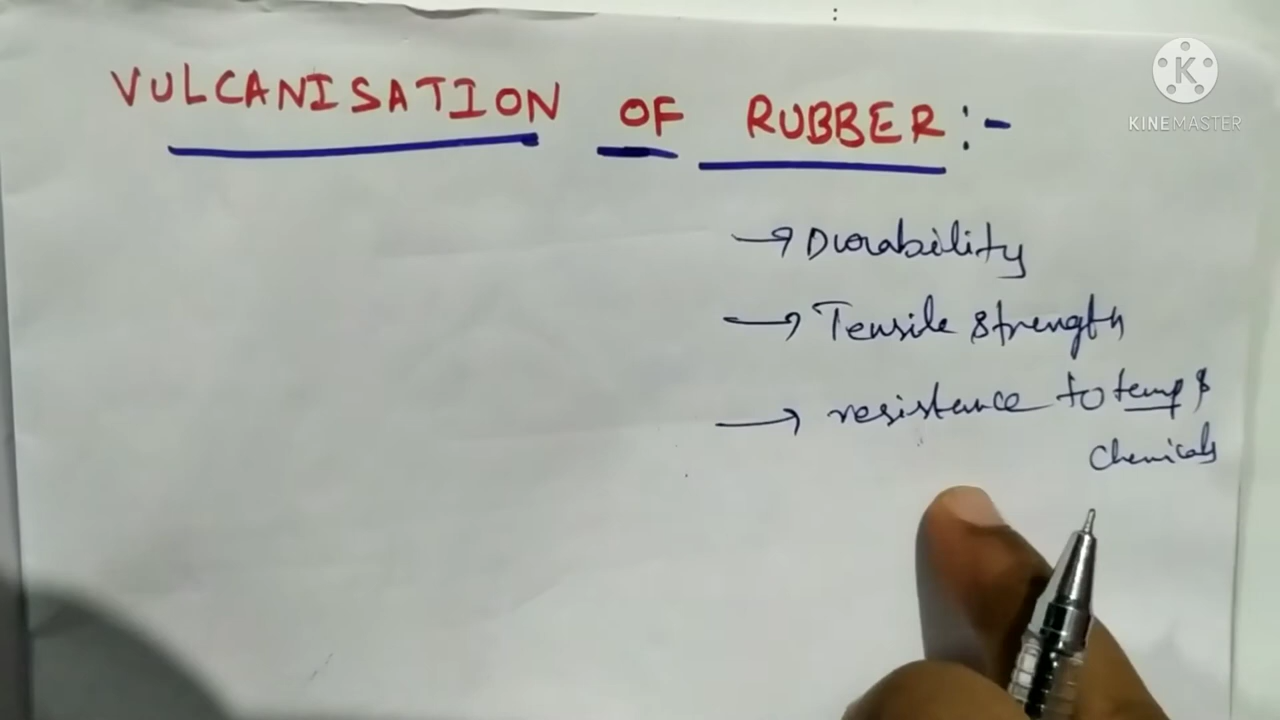 VULCANISATION OF RUBBER :-
KINEMASTER
→ Durability
→ Tensile strength
→ resistance to temp &
chemicals